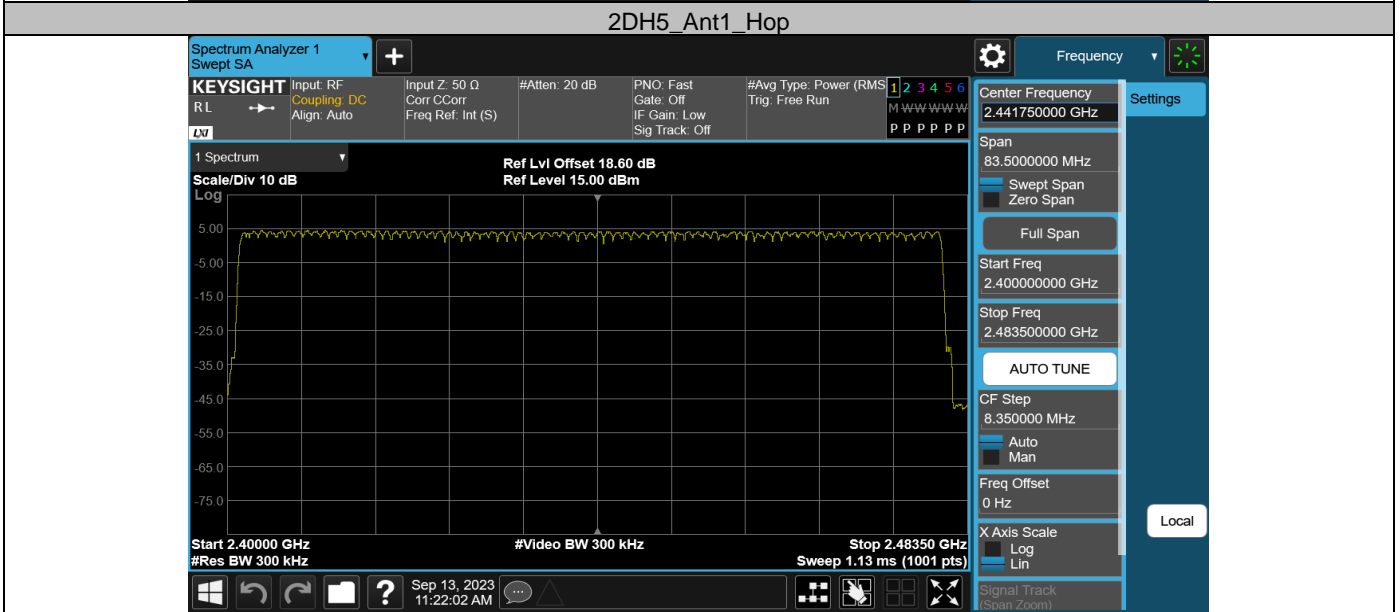 2DH5_Ant1_Hop
Spectrum Analyzer 1
Swept SA
Frequency
KEYSIGHT
RL
LXI
Input: RF
Coupling: DC
Align: Auto
Input Z: 50 Ω
Corr CCorr
Freq Ref: Int (S)
#Atten: 20 dB
PNO: Fast
Gate: Off
IF Gain: Low
Sig Track: Off
#Avg Type: Power (RMS
Trig: Free Run
1 2 3 4 5 6
M W W W W W
P P P P P P
1 Spectrum
Scale/Div 10 dB
Ref Lvl Offset 18.60 dB
Ref Level 15.00 dBm
Log
5.00
-5.00
-15.0
-25.0
-35.0
-45.0
-55.0
-65.0
-75.0
Start 2.40000 GHz
#Video BW 300 kHz
Stop 2.48350 GHz
#Res BW 300 kHz
Sweep 1.13 ms (1001 pts)
?
Sep 13, 2023
11:22:02 AM
Center Frequency
2.441750000 GHz
Settings
Span
83.5000000 MHz
Swept Span
Zero Span
Full Span
Start Freq
2.400000000 GHz
Stop Freq
2.483500000 GHz
AUTO TUNE
CF Step
8.350000 MHz
Auto
Man
Freq Offset
0 Hz
X Axis Scale
Log
Lin
Local
Signal Track
(Span Zoom)